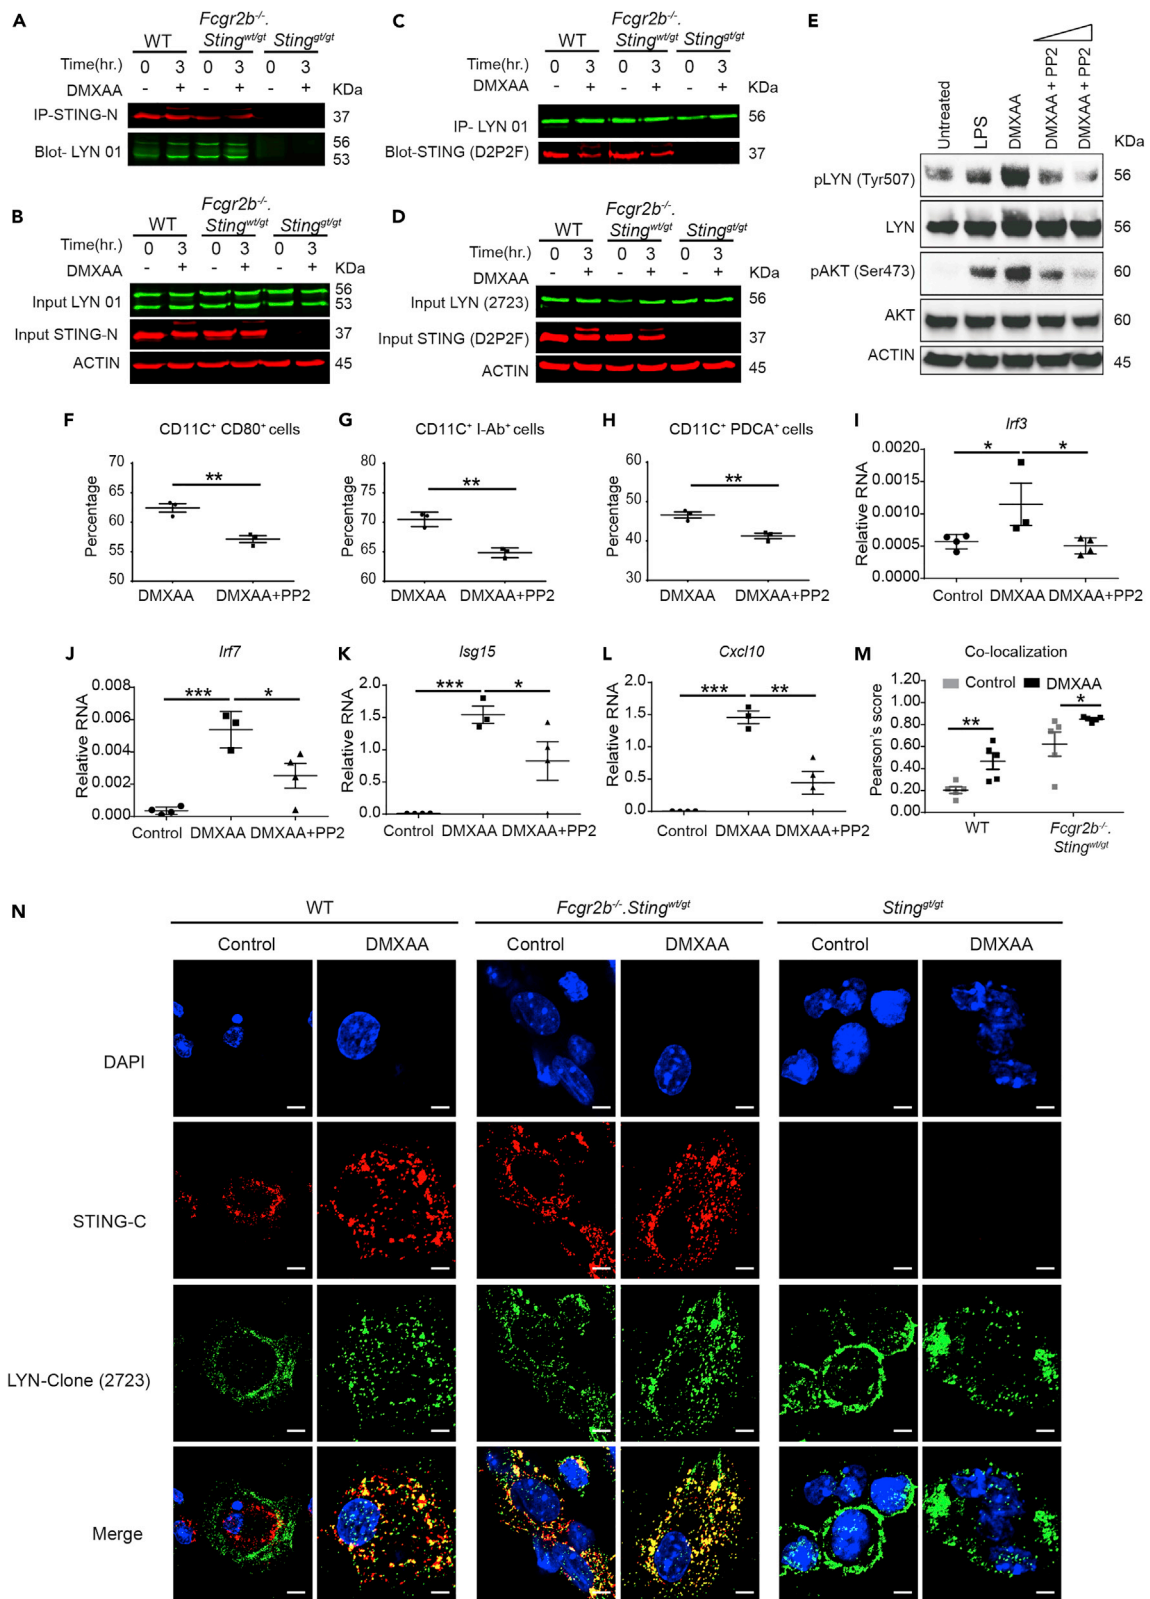 A
Fcgr2b-/-.
WT Stingwt/gt Stinggt/gt
Time(hr.) 0 3 0 3 0 3
DMXAA - + - + - + KDa
IP-STING-N 37
Blot- LYN 01 56
53
B
Fcgr2b-/-.
WT Stingwt/gt Stinggt/gt
Time(hr.) 0 3 0 3 0 3
DMXAA - + - + - + KDa
Input LYN 01 56
53
Input STING-N 37
ACTIN 45
C
Fcgr2b-/-.
WT Stingwt/gt Stinggt/gt
Time(hr.) 0 3 0 3 0 3
DMXAA - + - + - + KDa
IP- LYN 01 56
Blot-STING (D2P2F) 37
D
Fcgr2b-/-.
WT Stingwt/gt Stinggt/gt
Time(hr.) 0 3 0 3 0 3
DMXAA - + - + - + KDa
Input LYN (2723) 56
Input STING (D2P2F) 37
ACTIN 45
E
Untreated
LPS
DMXAA
DMXAA + PP2
DMXAA + PP2
KDa
pLYN (Tyr507) 56
LYN 56
pAKT (Ser473) 60
AKT 60
ACTIN 45
F
CD11C+ CD80+ cells
Percentage
70
65
60
55
50
**
DMXAA DMXAA+PP2
G
CD11C+ I-Ab+ cells
Percentage
80
75
70
65
60
**
DMXAA DMXAA+PP2
H
CD11C+ PDCA+ cells
Percentage
60
50
40
30
**
DMXAA DMXAA+PP2
I
Irf3
Relative RNA
0.0020
0.0015
0.0010
0.0005
0.0000
* *
Control DMXAA DMXAA+PP2
J
Irf7
Relative RNA
0.008
0.006
0.004
0.002
0.000
*** *
Control DMXAA DMXAA+PP2
K
Isg15
Relative RNA
2.0
1.5
1.0
0.5
0.0
*** *
Control DMXAA DMXAA+PP2
L
Cxcl10
Relative RNA
2.0
1.5
1.0
0.5
0.0
*** **
Control DMXAA DMXAA+PP2
M
Co-localization
Control DMXAA
Pearson's score
1.20
1.00
0.80
0.60
0.40
0.20
0.00
** *
WT Fcgr2b-/-.
Stingwt/gt
N
WT Fcgr2b-/-.Stingwt/gt Stinggt/gt
Control DMXAA Control DMXAA Control DMXAA
DAPI
STING-C
LYN-Clone (2723)
Merge